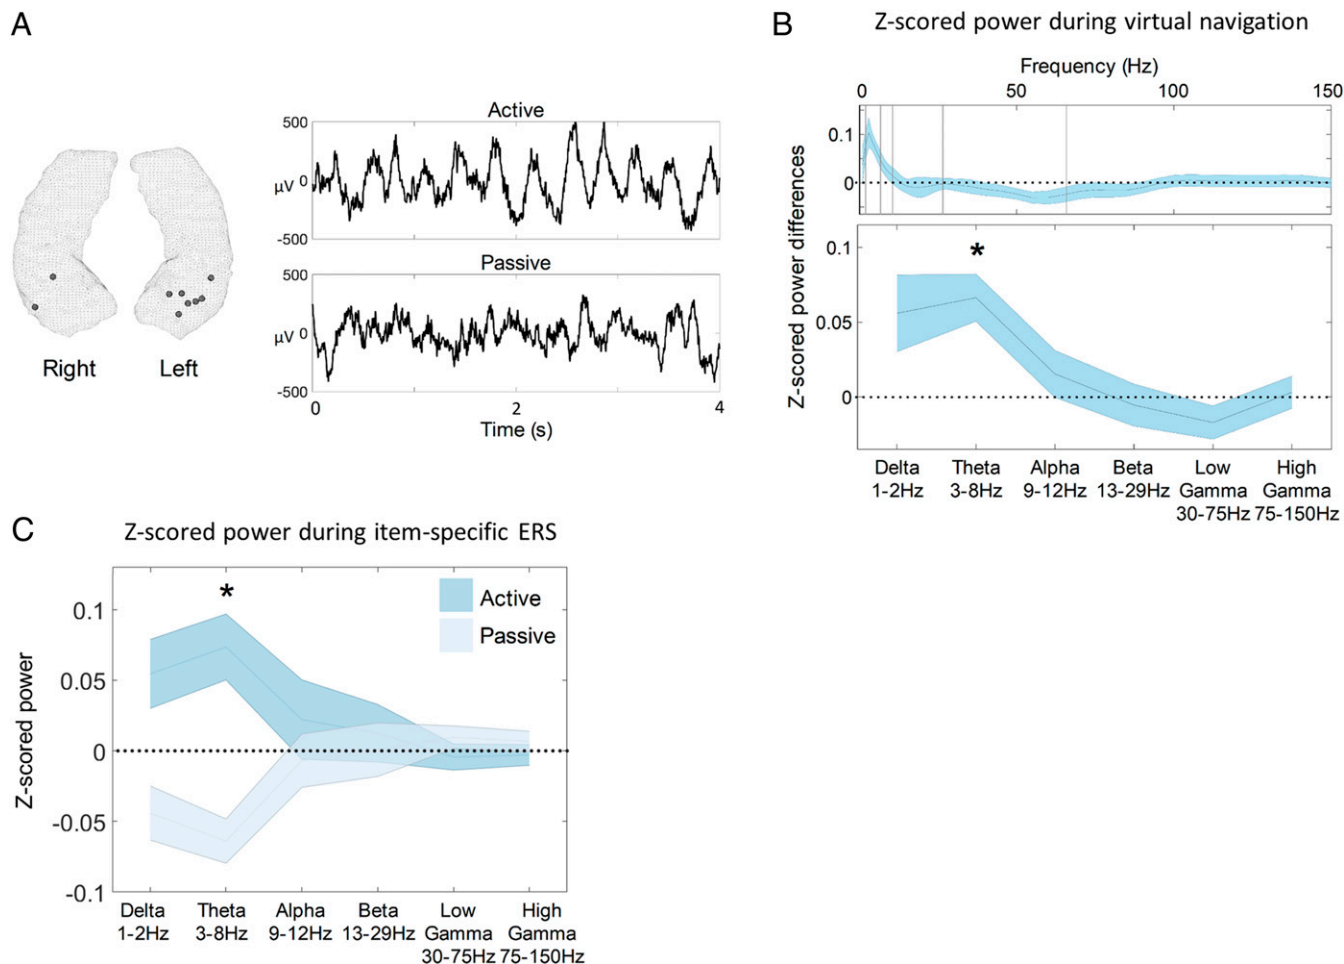 A
Right
Left
Active
500
μV
0
-500
Passive
500
μV
0
-500
0
2
4
Time (s)
B
Z-scored power during virtual navigation
Frequency (Hz)
0
50
100
150
0.1
0
Z-scored power differences
0.1
*
0.05
0
Delta
1-2Hz
Theta
3-8Hz
Alpha
9-12Hz
Beta
13-29Hz
Low
Gamma
30-75Hz
High
Gamma
75-150Hz
C
Z-scored power during item-specific ERS
Z-scored power
0.1
0.05
0
-0.05
-0.1
*
Active
Passive
Delta
1-2Hz
Theta
3-8Hz
Alpha
9-12Hz
Beta
13-29Hz
Low
Gamma
30-75Hz
High
Gamma
75-150Hz